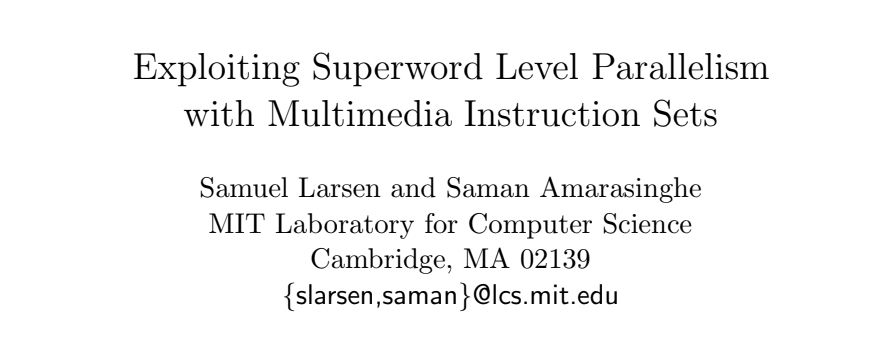 Exploiting Superword Level Parallelism
with Multimedia Instruction Sets
Samuel Larsen and Saman Amarasinghe
MIT Laboratory for Computer Science
Cambridge, MA 02139
{slarsen,saman}@lcs.mit.edu